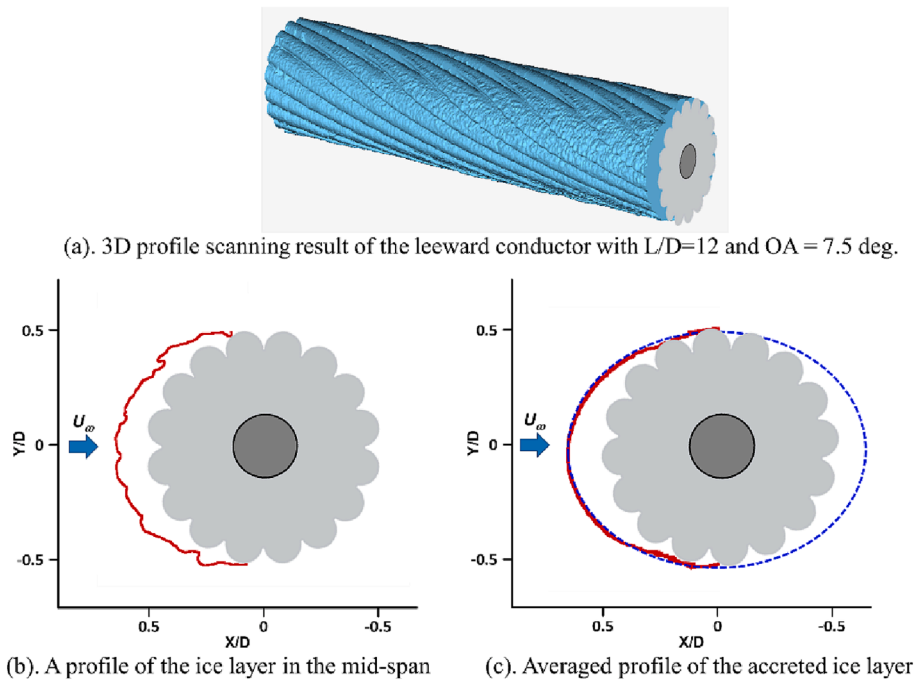 (a). 3D profile scanning result of the leeward conductor with L/D=12 and OA = 7.5 deg.
0.5
0
-0.5
Y/D
U∞
0.5
0
-0.5
X/D
(b). A profile of the ice layer in the mid-span
0.5
0
-0.5
Y/D
U∞
0.5
0
-0.5
X/D
(c). Averaged profile of the accreted ice layer